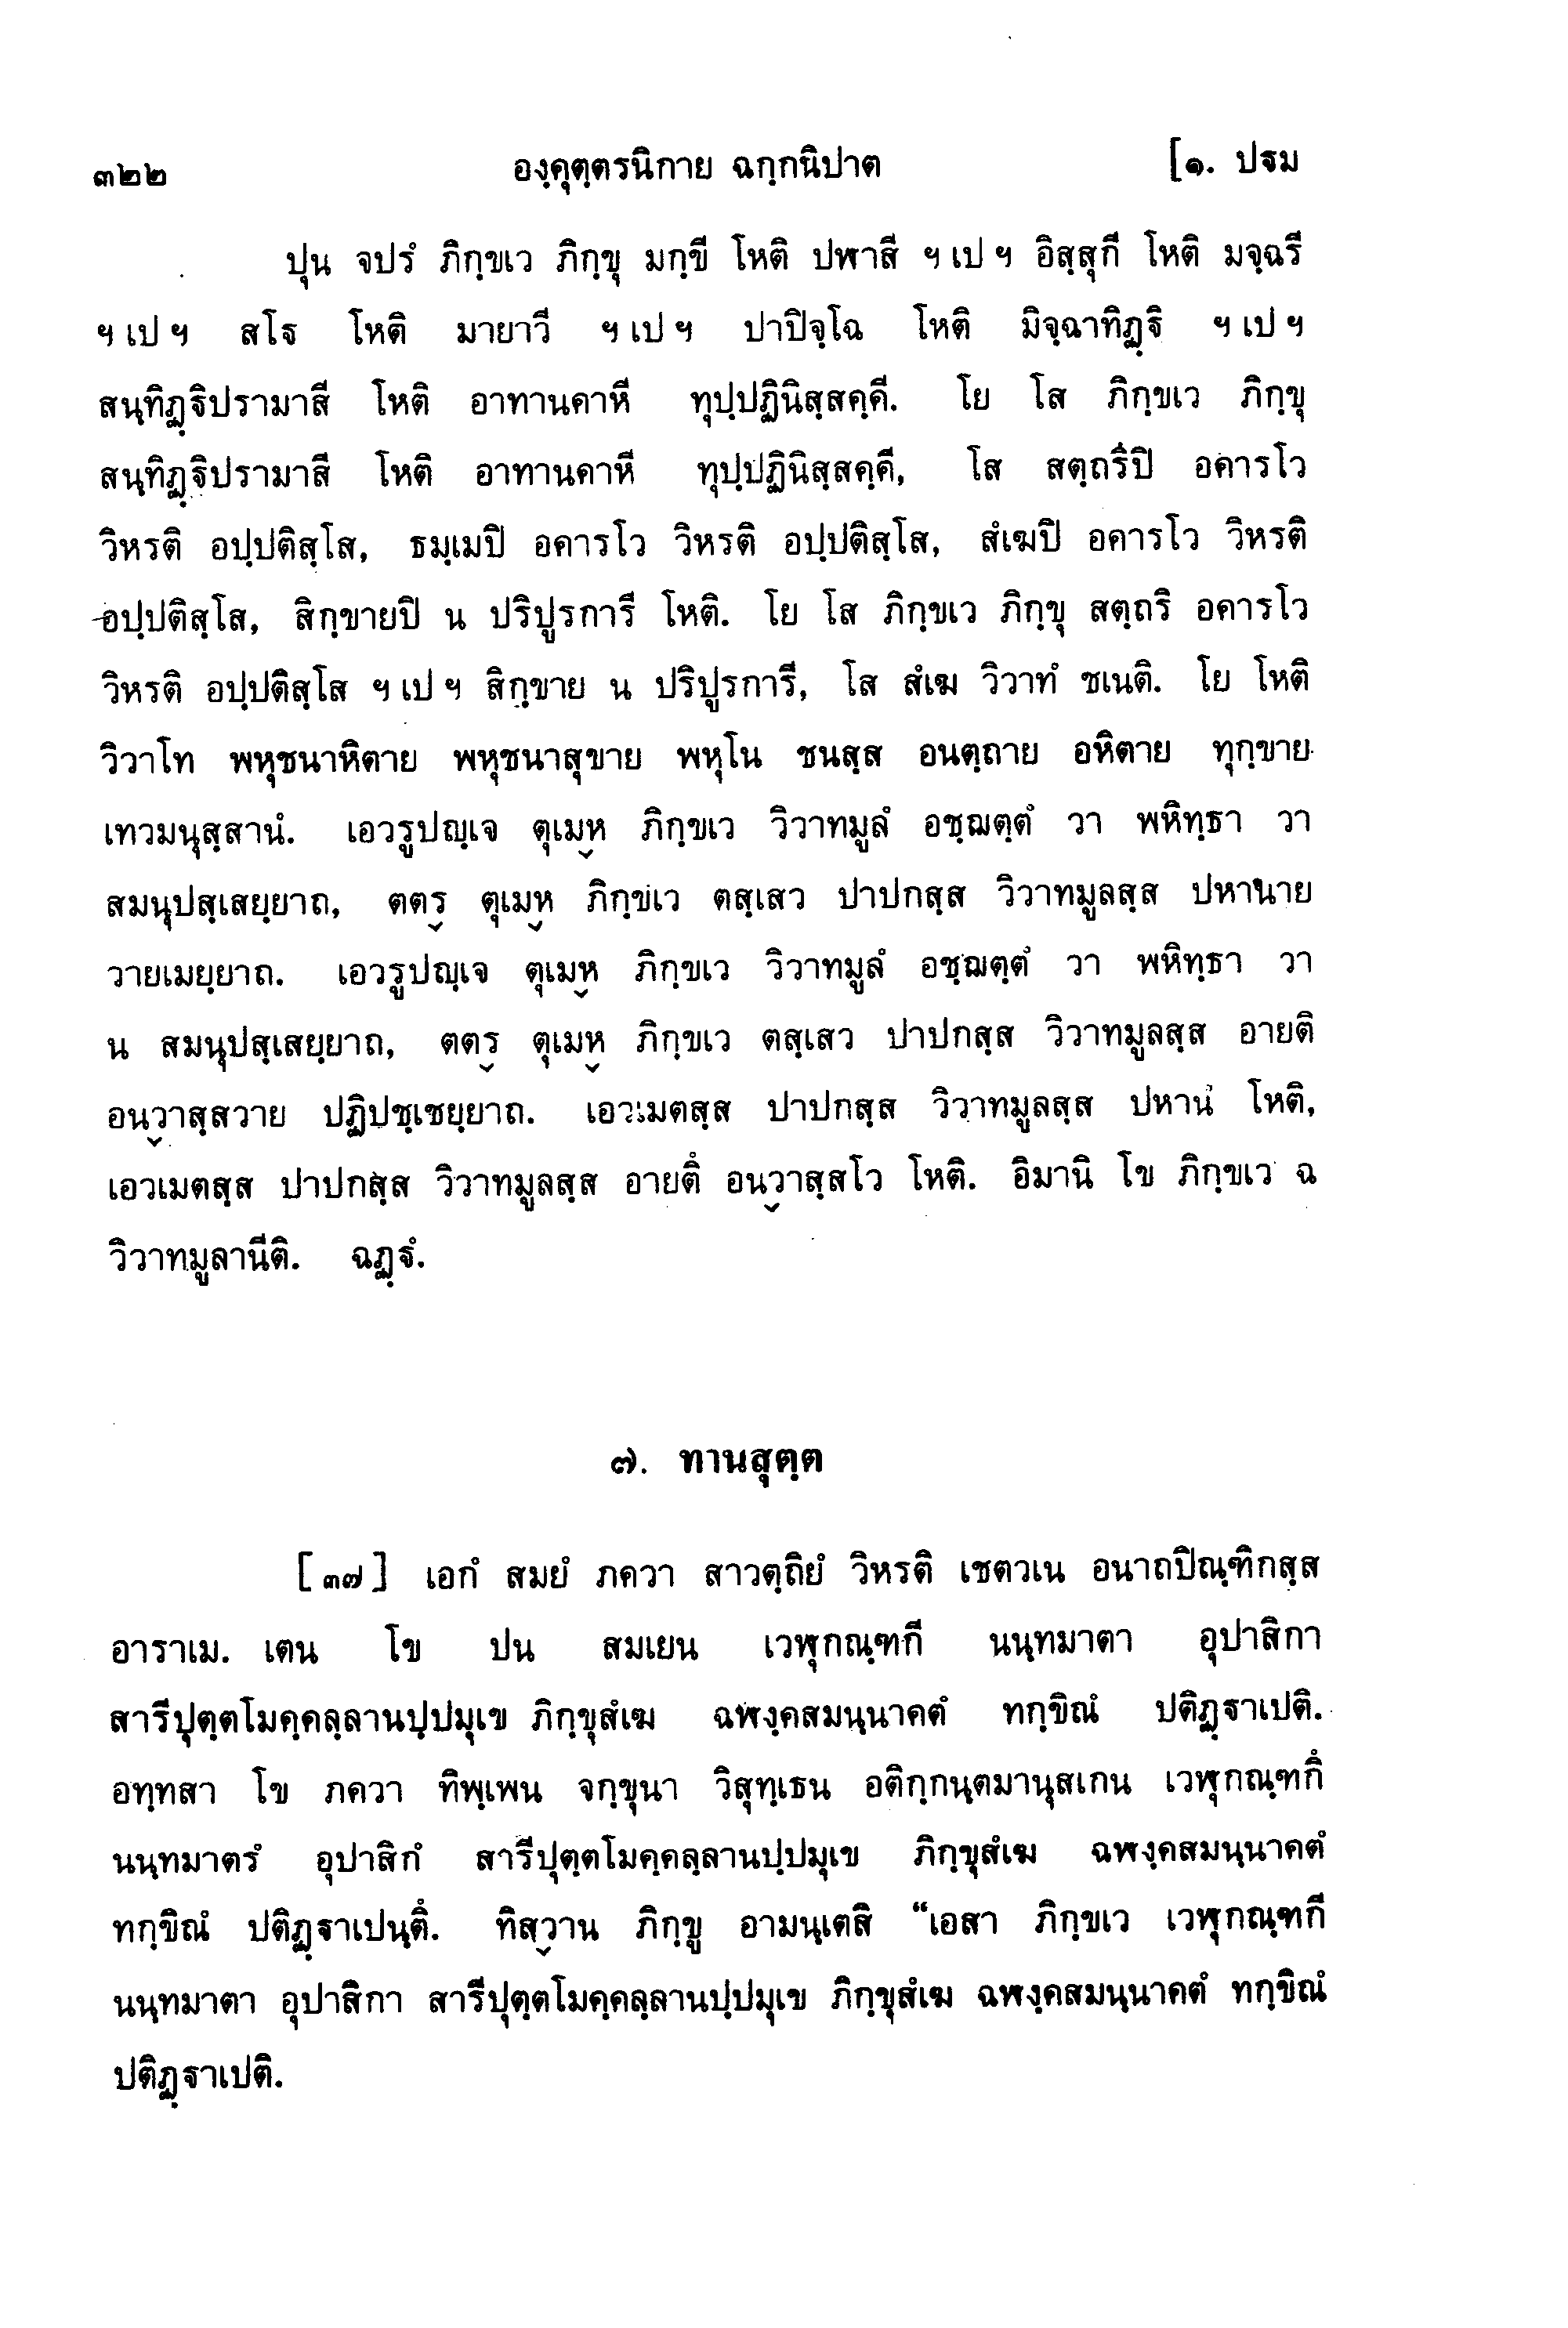 ๓๒๒ องฺคุตฺตรนิกาย ฉกฺกนิปาต [๑. ปฐม
ปุน จปรํ ภิกฺขเว ภิกฺขุ มกฺขี โหติ ปฬาสี ฯ เป ฯ อิสฺสุกี โหติ มจฺฉรี
ฯ เป ฯ สโฐ โหติ มายาวี ฯ เป ฯ ปาปิจฺโฉ โหติ มิจฺฉาทิฏฺฐิ ฯ เป ฯ
สนฺทิฏฺฐิปรามาสี โหติ อาทานคาหี ทุปฺปฏินิสฺสคฺคี. โย โส ภิกฺขเว ภิกฺขุ
สนฺทิฏฺฐิปรามาสี โหติ อาทานคาหี ทุปฺปฏินิสฺสคฺคี, โส สตฺถริปิ อคารโว
วิหรติ อปฺปติสฺโส, ธมฺเมปิ อคารโว วิหรติ อปฺปติสฺโส, สํเฆปิ อคารโว วิหรติ
อปฺปติสฺโส, สิกฺขายปิ น ปริปูรการี โหติ. โย โส ภิกฺขเว ภิกฺขุ สตฺถริ อคารโว
วิหรติ อปฺปติสฺโส ฯ เป ฯ สิกฺขาย น ปริปูรการี, โส สํเฆ วิวาทํ ชเนติ. โย โหติ
วิวาโท พหุชนาหิตาย พหุชนาสุขาย พหุโน ชนสฺส อนตฺถาย อหิตาย ทุกฺขาย
เทวมนุสฺสานํ. เอวรูปญฺเจ ตุเมฺห ภิกฺขเว วิวาทมูลํ อชฺฌตฺตํ วา พหิทฺธา วา
สมนุปสฺเสยฺยาถ, ตตฺร ตุเมฺห ภิกฺขเว ตสฺเสว ปาปกสฺส วิวาทมูลสฺส ปหานาย
วายเมยฺยาถ. เอวรูปญฺเจ ตุเมฺห ภิกฺขเว วิวาทมูลํ อชฺฌตฺตํ วา พหิทฺธา วา
น สมนุปสฺเสยฺยาถ, ตตฺร ตุเมฺห ภิกฺขเว ตสฺเสว ปาปกสฺส วิวาทมูลสฺส อายติ
อนวฺาสฺสวาย ปฏิปชฺเชยฺยาถ. เอวเมตสฺส ปาปกสฺส วิวาทมูลสฺส ปหานํ โหติ,
เอวเมตสฺส ปาปกสฺส วิวาทมูลสฺส อายตึ อนวฺาสฺสโว โหติ. อิมานิ โข ภิกฺขเว ฉ
วิวาทมูลานีติ. ฉฏฺฐํ.
๗. ทานสุตฺต
[๓๗] เอกํ สมยํ ภควา สาวตฺถิยํ วิหรติ เชตวเน อนาถปิณฺฑิกสฺส
อาราเม. เตน โข ปน สมเยน เวฬุกณฺฑกี นนฺทมาตา อุปาสิกา
สารีปุตฺตโมคฺคลฺลานปฺปมุเข ภิกฺขุสํเฆ ฉฬงฺคสมนฺนาคตํ ทกฺขิณํ ปติฏฺฐาเปติ.
อทฺทสา โข ภควา ทิพฺเพน จกฺขุนา วิสุทฺเธน อติกฺกนฺตมานุสเกน เวฬุกณฺฑกึ
นนฺทมาตรํ อุปาสิกํ สารีปุตฺตโมคฺคลฺลานปฺปมุเข ภิกฺขุสํเฆ ฉฬงฺคสมนฺนาคตํ
ทกฺขิณํ ปติฏฺฐาเปนฺตึ. ทิสฺวาน ภิกฺขู อามนฺเตสิ “เอสา ภิกฺขเว เวฬุกณฺฑกี
นนฺทมาตา อุปาสิกา สารีปุตฺตโมคฺคลฺลานปฺปมุเข ภิกฺขุสํเฆ ฉฬงฺคสมนฺนาคตํ ทกฺขิณํ
ปติฏฺฐาเปติ.